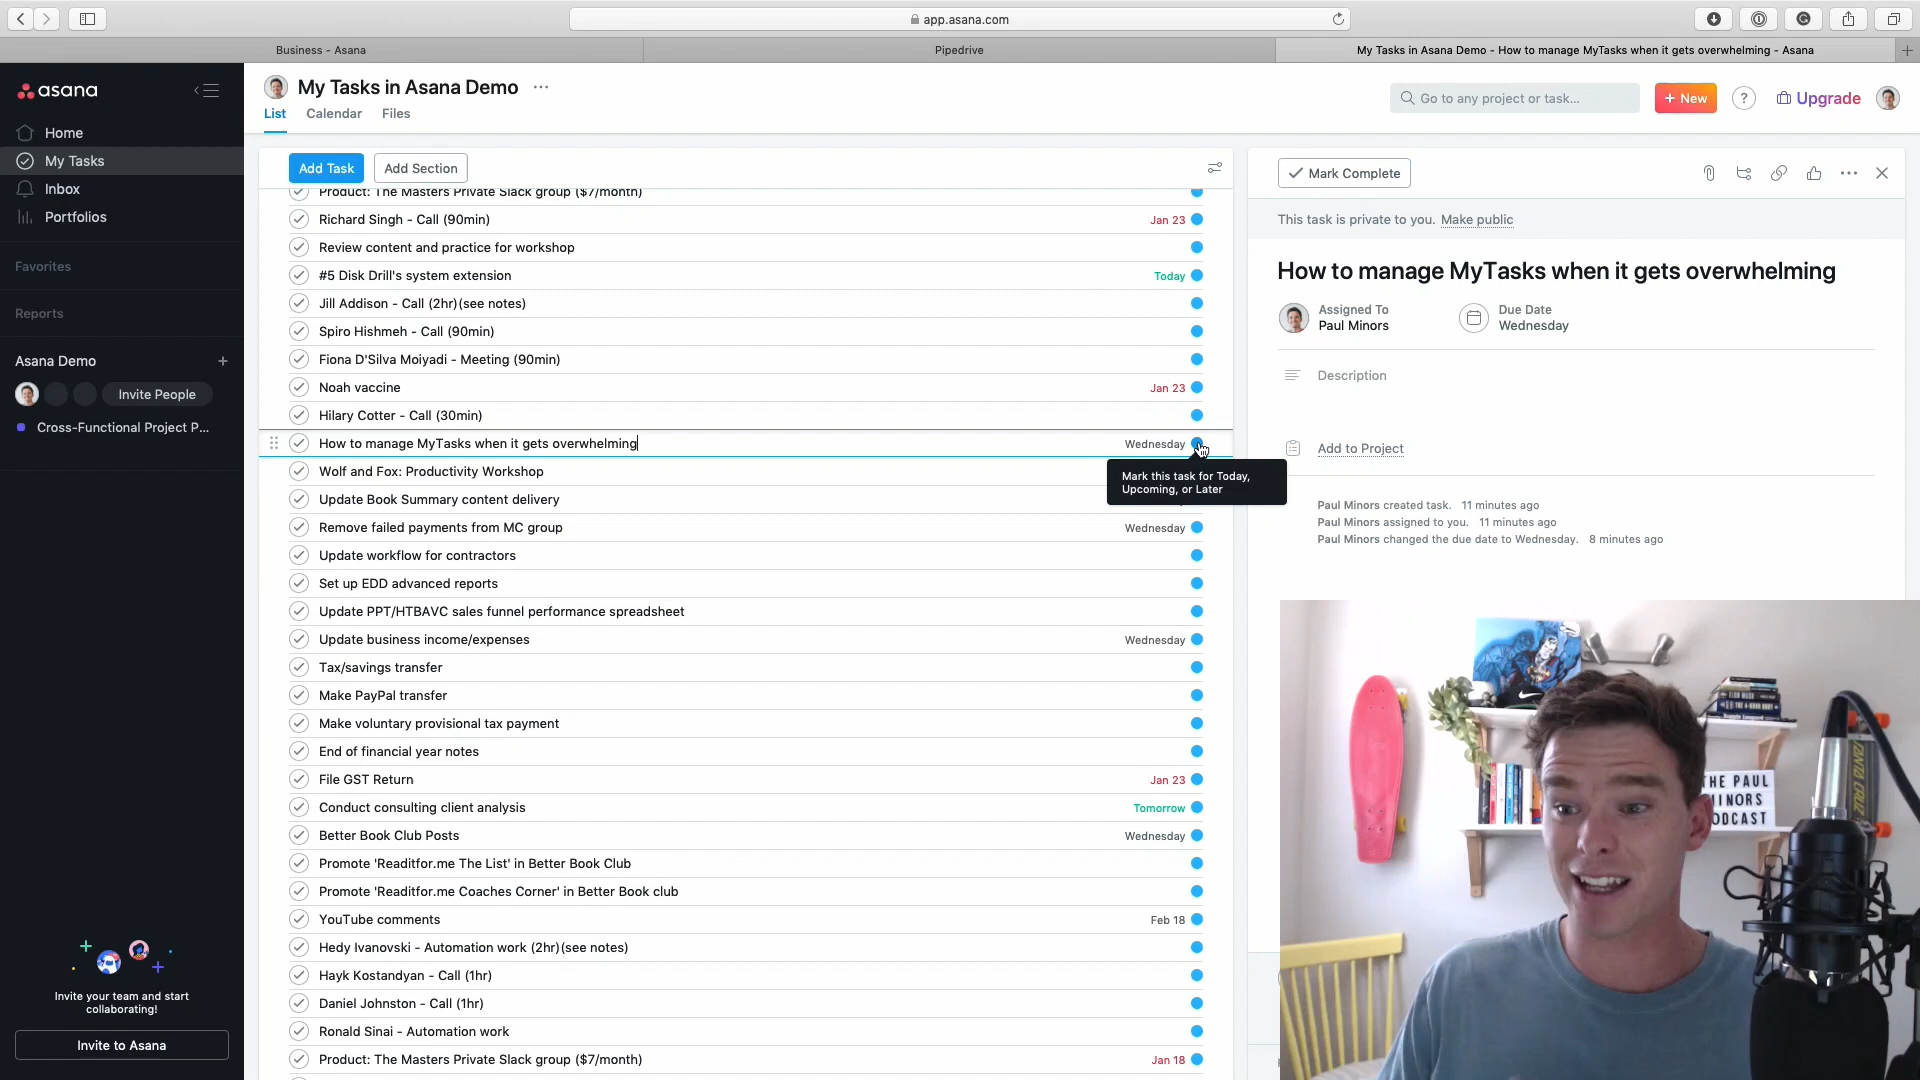 app.asana.com
Business - Asana
Pipedrive
My Tasks in Asana Demo - How to manage MyTasks when it gets overwhelming - Asana
asana
Home
My Tasks
Inbox
Portfolios
Favorites
Reports
Asana Demo
Invite People
Cross-Functional Project P...
Invite your team and start
collaborating!
Invite to Asana
My Tasks in Asana Demo
List
Calendar
Files
Go to any project or task...
+ New
?
Upgrade
Add Task
Add Section
Product: The Masters Private Slack group ($7/month)
Richard Singh - Call (90min) Jan 23
Review content and practice for workshop
#5 Disk Drill's system extension Today
Jill Addison - Call (2hr)(see notes)
Spiro Hishmeh - Call (90min)
Fiona D'Silva Moiyadi - Meeting (90min)
Noah vaccine Jan 23
Hilary Cotter - Call (30min)
How to manage MyTasks when it gets overwhelming Wednesday
Mark this task for Today,
Upcoming, or Later
Wolf and Fox: Productivity Workshop
Update Book Summary content delivery
Remove failed payments from MC group Wednesday
Update workflow for contractors
Set up EDD advanced reports
Update PPT/HTBAVC sales funnel performance spreadsheet
Update business income/expenses Wednesday
Tax/savings transfer
Make PayPal transfer
Make voluntary provisional tax payment
End of financial year notes
File GST Return Jan 23
Conduct consulting client analysis Tomorrow
Better Book Club Posts Wednesday
Promote 'Readitfor.me The List' in Better Book Club
Promote 'Readitfor.me Coaches Corner' in Better Book club
YouTube comments Feb 18
Hedy Ivanovski - Automation work (2hr)(see notes)
Hayk Kostandyan - Call (1hr)
Daniel Johnston - Call (1hr)
Ronald Sinai - Automation work
Product: The Masters Private Slack group ($7/month) Jan 18
Mark Complete
This task is private to you. Make public
How to manage MyTasks when it gets overwhelming
Assigned To
Paul Minors
Due Date
Wednesday
Description
Add to Project
Paul Minors created task. 11 minutes ago
Paul Minors assigned to you. 11 minutes ago
Paul Minors changed the due date to Wednesday. 8 minutes ago
HE PAUL
INORS
ODCAST